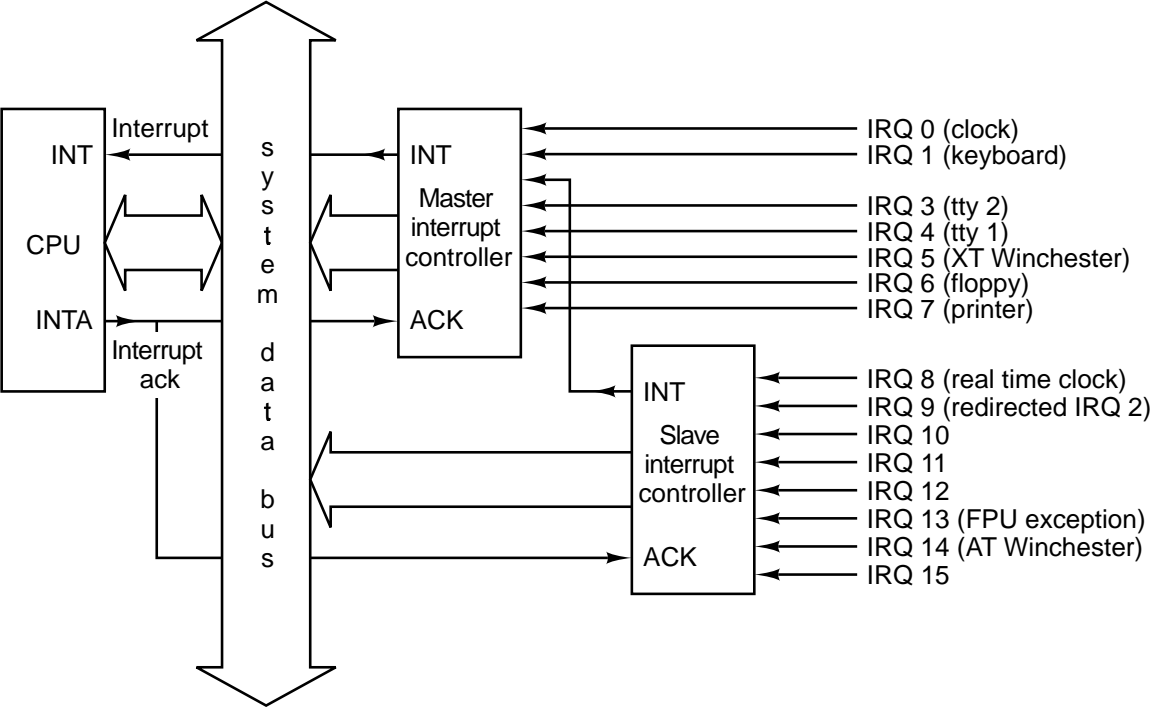 Interrupt
INT
CPU
INTA
Interrupt
ack
system data bus
INT
Master
interrupt
controller
ACK
IRQ 0 (clock)
IRQ 1 (keyboard)
IRQ 3 (tty 2)
IRQ 4 (tty 1)
IRQ 5 (XT Winchester)
IRQ 6 (floppy)
IRQ 7 (printer)
INT
Slave
interrupt
controller
ACK
IRQ 8 (real time clock)
IRQ 9 (redirected IRQ 2)
IRQ 10
IRQ 11
IRQ 12
IRQ 13 (FPU exception)
IRQ 14 (AT Winchester)
IRQ 15